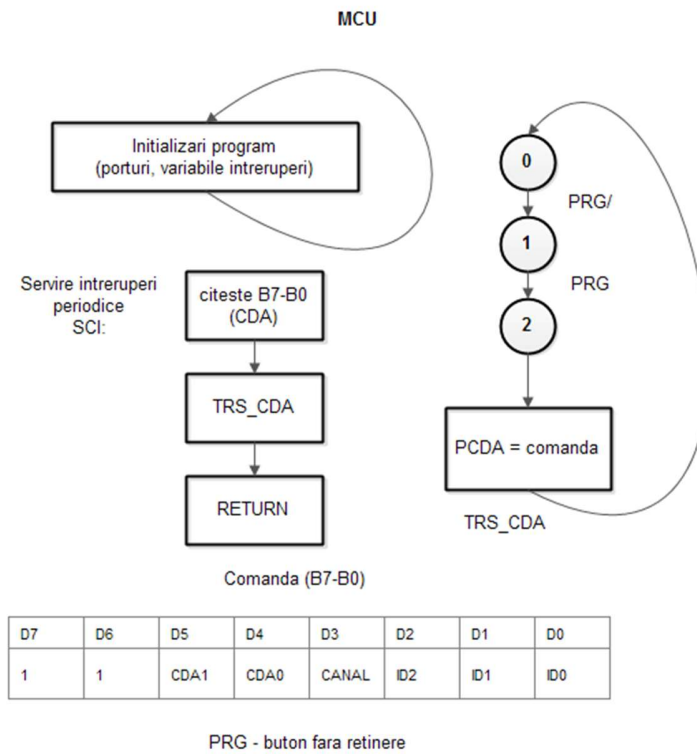 MCU
Initializari program
(porturi, variabile intreruperi)
0
PRG/
1
PRG
2
Servire intreruperi
periodice
SCI:
citeste B7-B0
(CDA)
TRS_CDA
RETURN
PCDA = comanda
TRS_CDA
Comanda (B7-B0)
D7 D6 D5 D4 D3 D2 D1 D0
1 1 CDA1 CDA0 CANAL ID2 ID1 ID0
PRG - buton fara retinere